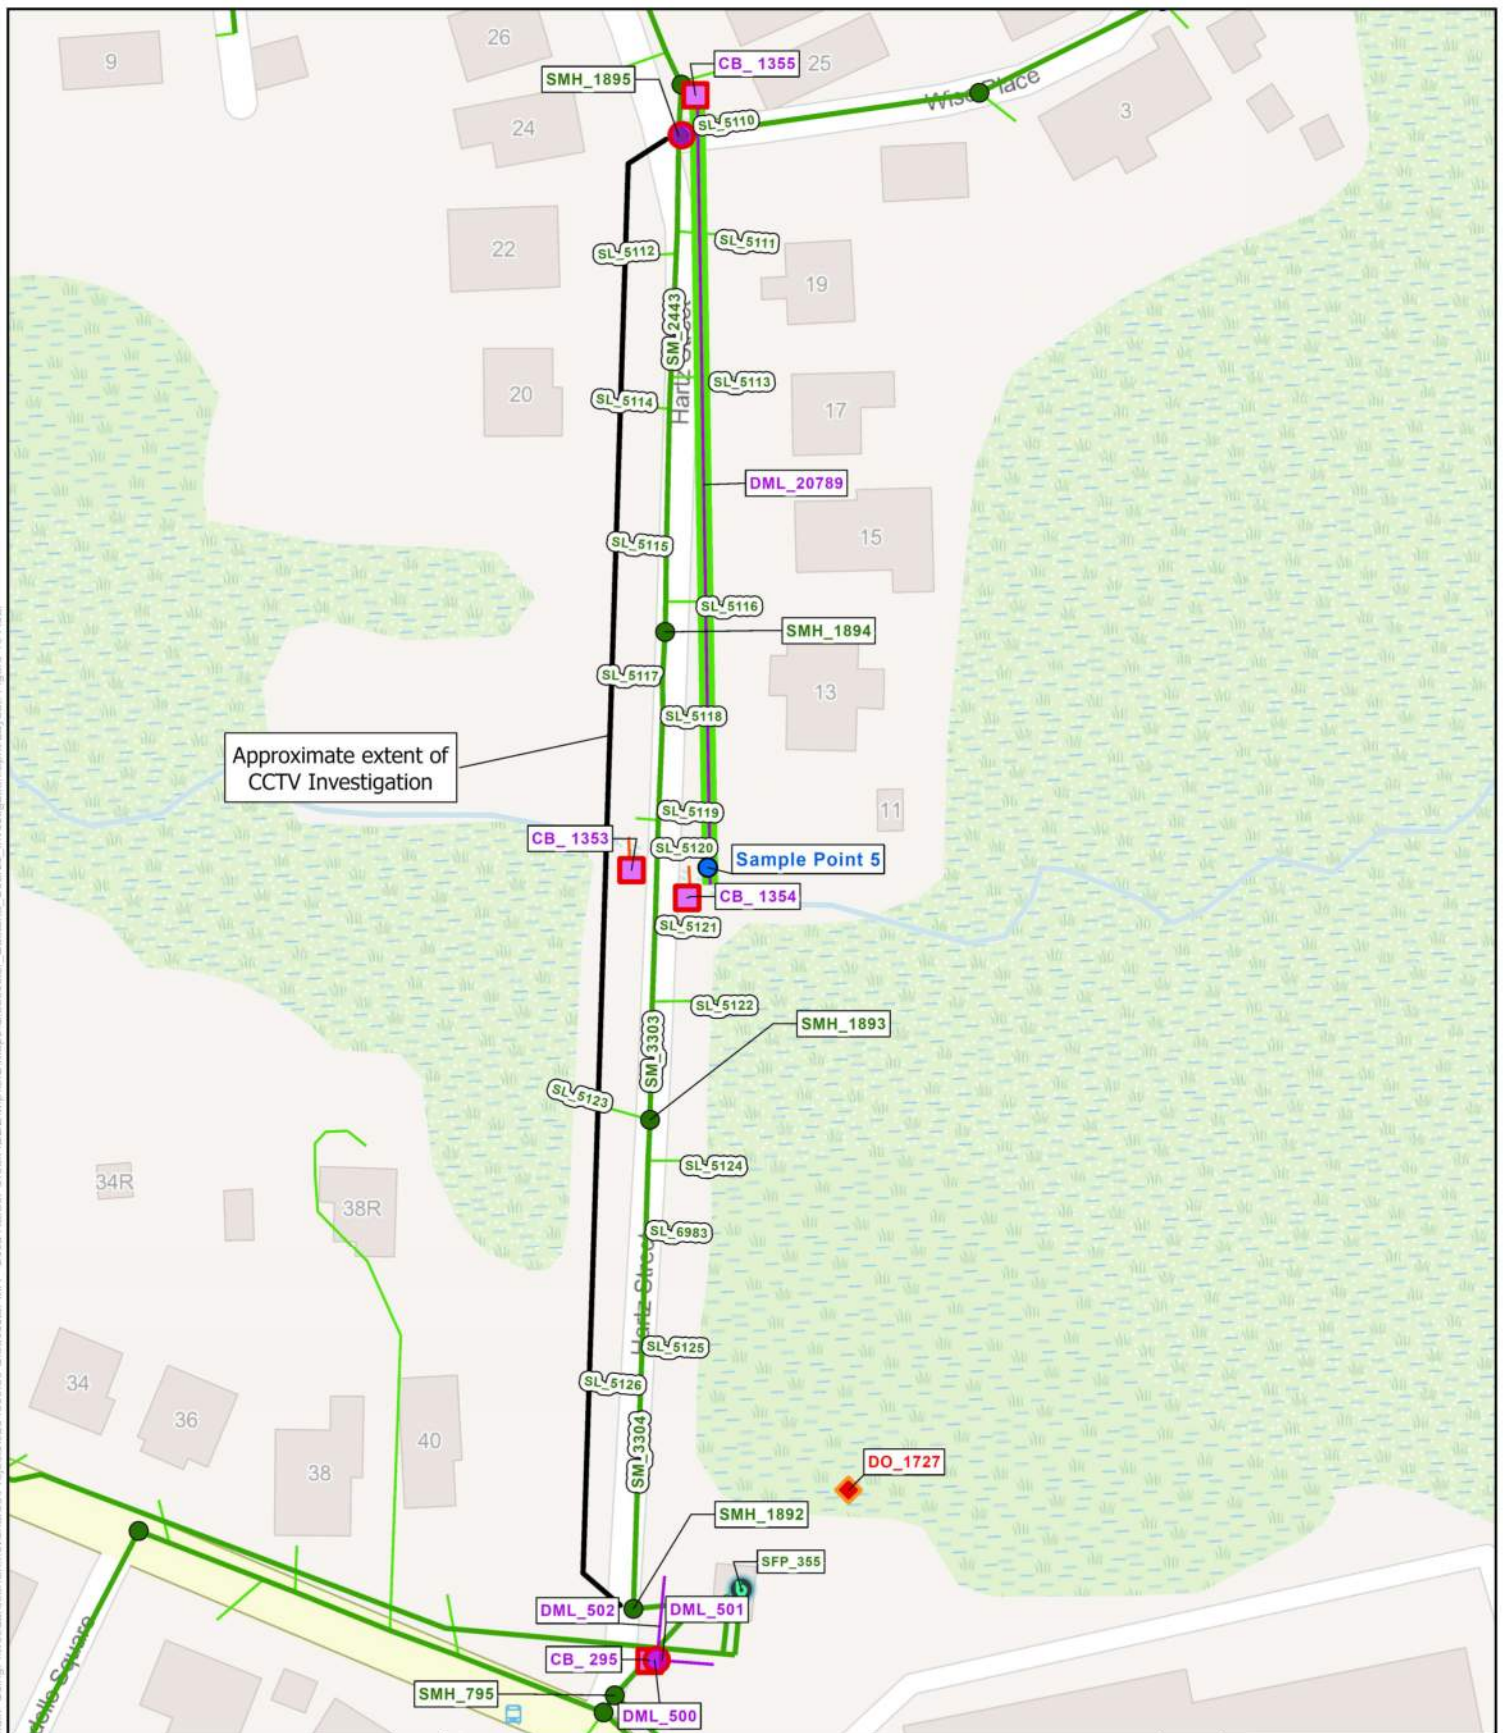 26
9
CB_ 1355
25
SMH_1895
24
SL_5110
Place
3
22
SL_5112
SL_5111
19
SM_2443
20
SL_5114
SL_5113
17
DML_20789
15
SL_5115
SL_5116
SMH_1894
SL_5117
13
SL_5118
Approximate extent of
CCTV Investigation
11
SL_5119
CB_ 1353
SL_5120
Sample Point 5
CB_ 1354
SL_5121
SL_5122
SMH_1893
SM_3303
SL_5123
SL_5124
34R
38R
SL_6983
Hartz Street
SL_5125
34
SL_5126
36
40
SM_3304
38
DO_1727
SMH_1892
SFP_355
DML_502
DML_501
CB_ 295
SMH_795
DML_500
Square